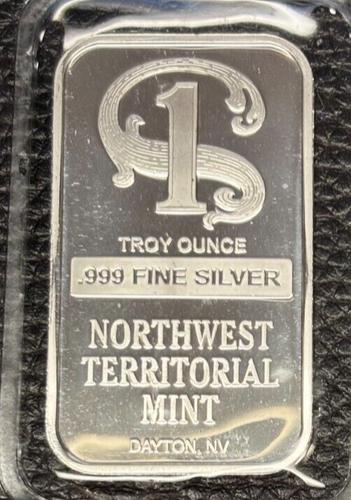 1
TROY OUNCE
.999 FINE SILVER
NORTHWEST
TERRITORIAL
MINT
DAYTON, NV